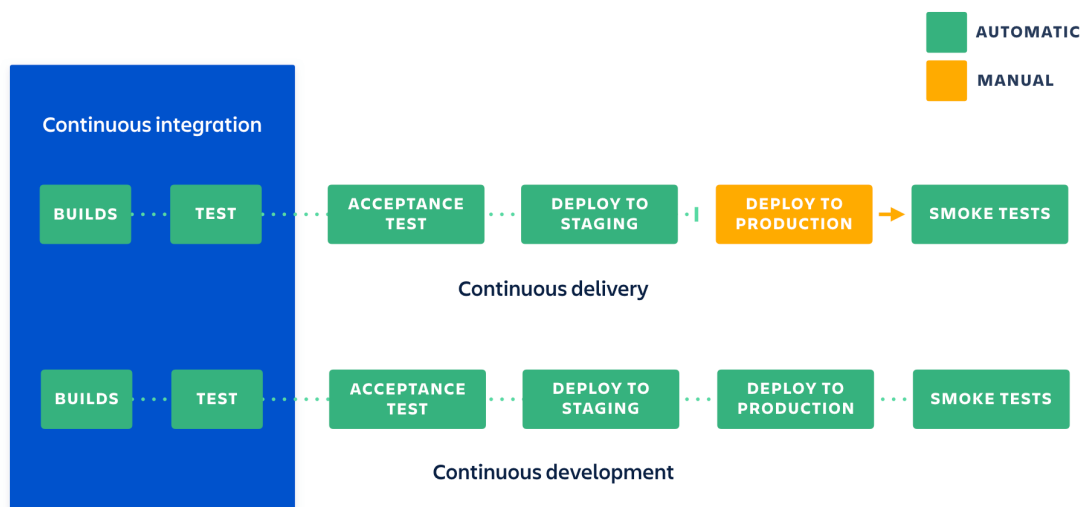 AUTOMATIC
MANUAL
Continuous integration
BUILDS
TEST
ACCEPTANCE
TEST
DEPLOY TO
STAGING
DEPLOY TO
PRODUCTION
SMOKE TESTS
Continuous delivery
BUILDS
TEST
ACCEPTANCE
TEST
DEPLOY TO
STAGING
DEPLOY TO
PRODUCTION
SMOKE TESTS
Continuous development